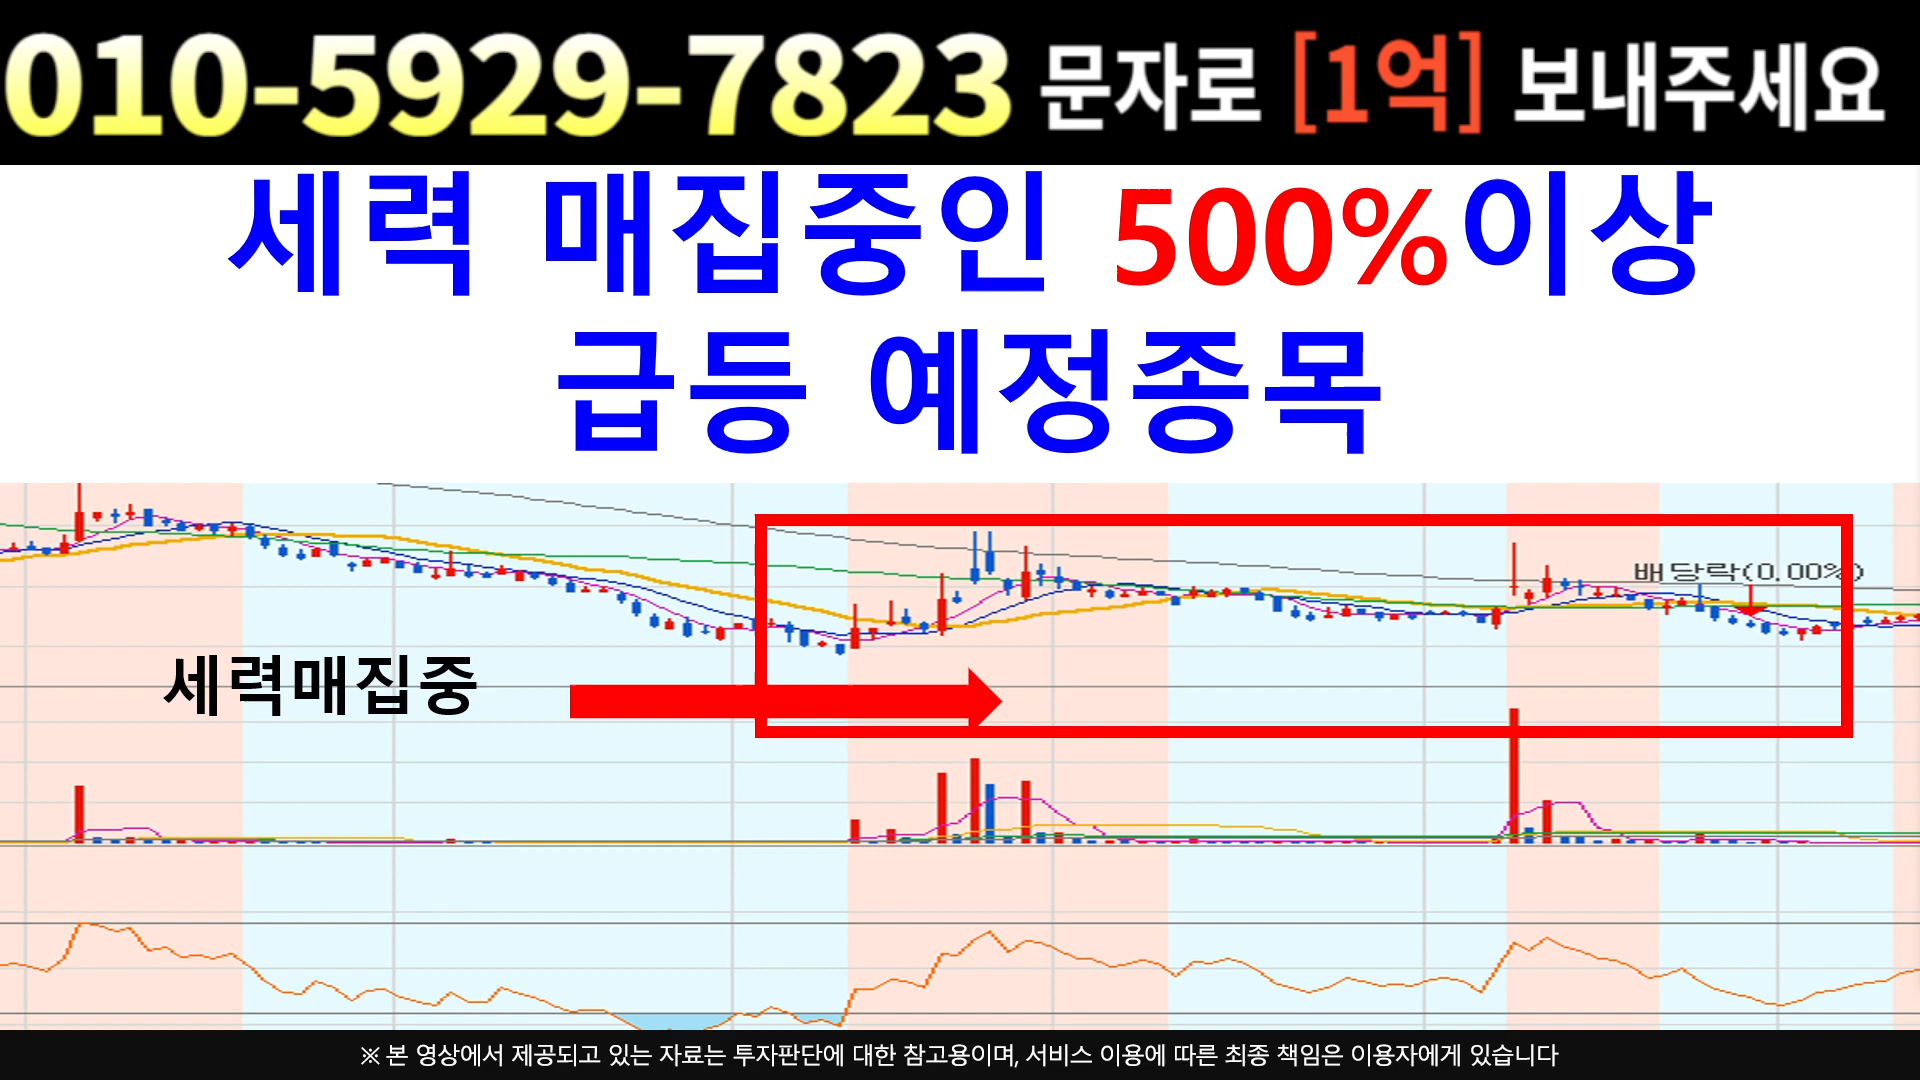 010-5929-7823 문자로 [1억] 보내주세요
세력 매집중인 500%이상
급등 예정종목
배당락(0.00%)
세력매집중
※ 본 영상에서 제공되고 있는 자료는 투자판단에 대한 참고용이며, 서비스 이용에 따른 최종 책임은 이용자에게 있습니다